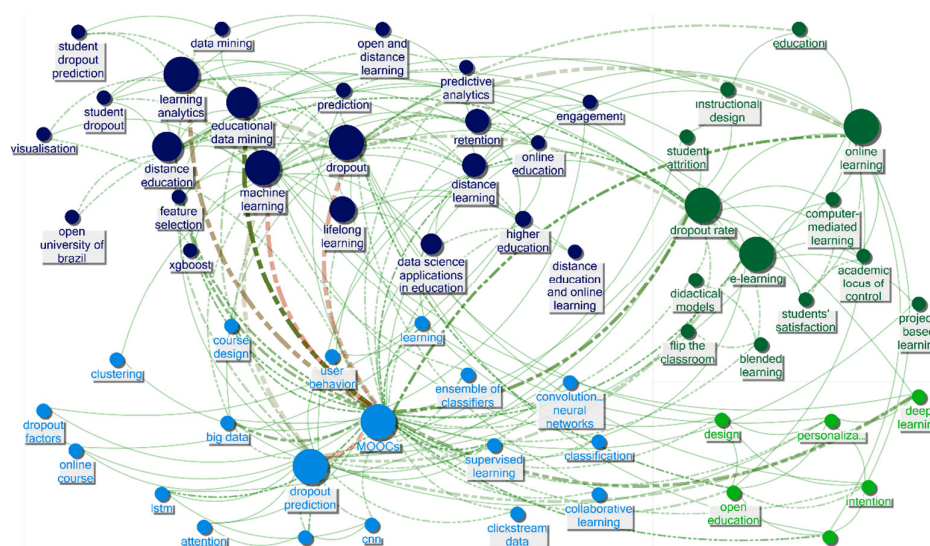 student
dropout
prediction
data mining
open and
distance
learning
education
learning
analytics
predictive
analytics
student
dropout
educational
data mining
prediction
instructional
design
engagement
visualisation
retention
online
learning
distance
education
machine
learning
dropout
online
education
student
attrition
distance
learning
feature
selection
lifelong
learning
computer-
mediated
learning
open
university of
brazil
higher
education
dropout rate
xgboost
data science
applications
in education
distance
education
and online
learning
e-learning
academic
locus of
control
didactical
models
students'
satisfaction
project
based
learning
course
design
learning
flip the
classroom
blended
learning
clustering
user
behavior
ensemble of
classifiers
convolution...
neural
networks
deep
learning
dropout
factors
big data
MOOCs
design
personaliza...
online
course
supervised
learning
classification
dropout
prediction
lstm
collaborative
learning
open
education
intention
attention
cnn
clickstream
data